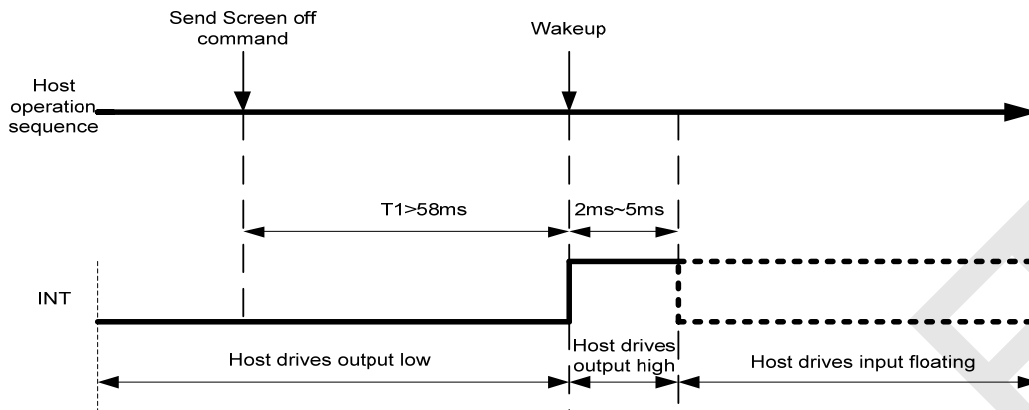 Send Screen off
command
Wakeup
Host
operation
sequence
T1>58ms
2ms~5ms
INT
Host drives output low
Host drives
output high
Host drives input floating